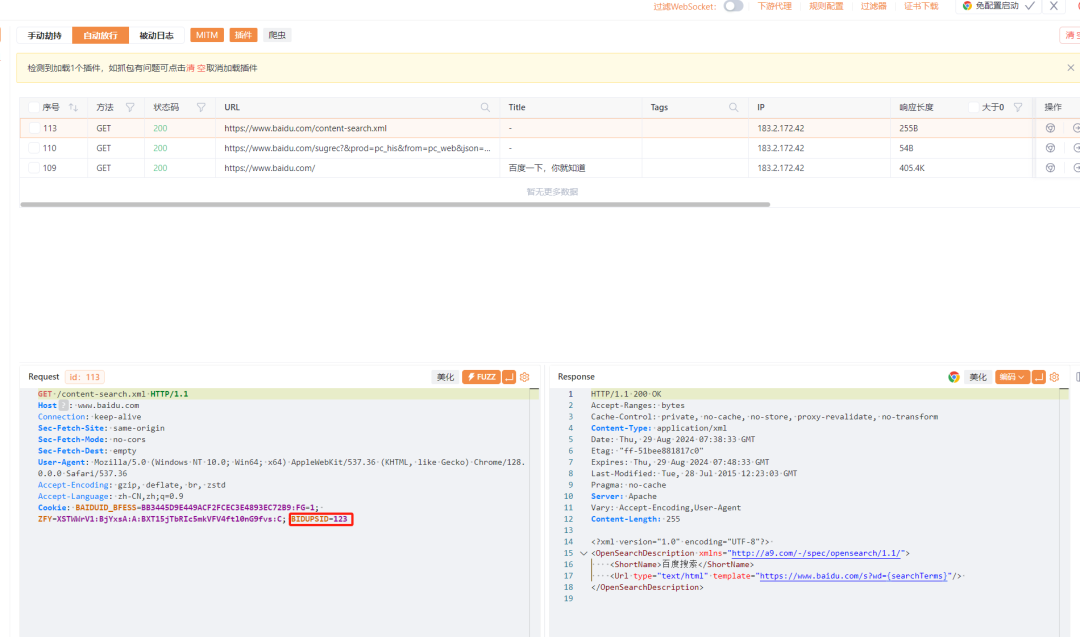 过滤WebSocket: 下游代理 规则配置 过滤器 证书下载 免配置启动
手动劫持 自动放行 被动日志 MITM 插件 爬虫 清空
检测到加载1个插件，如抓包有问题可点击清 空取消加载插件
序号 方法 状态码 URL Title Tags IP 响应长度 大于0 操作
113 GET 200 https://www.baidu.com/content-search.xml - 183.2.172.42 255B
110 GET 200 https://www.baidu.com/sugrec?&prod=pc_his&from=pc_web&json=... - 183.2.172.42 54B
109 GET 200 https://www.baidu.com/ 百度一下，你就知道 183.2.172.42 405.4K
暂无更多数据
Request id: 113 美化 FUZZ
GET /content-search.xml HTTP/1.1
Host ? : www.baidu.com
Connection: keep-alive
Sec-Fetch-Site: same-origin
Sec-Fetch-Mode: no-cors
Sec-Fetch-Dest: empty
User-Agent: Mozilla/5.0 (Windows NT 10.0; Win64; x64) AppleWebKit/537.36 (KHTML, like Gecko) Chrome/128.
0.0.0 Safari/537.36
Accept-Encoding: gzip, deflate, br, zstd
Accept-Language: zh-CN,zh;q=0.9
Cookie: BAIDUID_BFESS=BB3445D9E449ACF2FCEC3E4893EC72B9:FG=1;
ZFY=XSTWWrV1:BjYxsA:A:BXTl5jTbRIc5mkVFV4ftl0nG9fvs:C; BIDUPSID=123
Response 美化 编码
1 HTTP/1.1 200 OK
2 Accept-Ranges: bytes
3 Cache-Control: private, no-cache, no-store, proxy-revalidate, no-transform
4 Content-Type: application/xml
5 Date: Thu, 29 Aug 2024 07:38:33 GMT
6 Etag: "ff-51bee881817c0"
7 Expires: Thu, 29 Aug 2024 07:48:33 GMT
8 Last-Modified: Tue, 28 Jul 2015 12:23:03 GMT
9 Pragma: no-cache
10 Server: Apache
11 Vary: Accept-Encoding,User-Agent
12 Content-Length: 255
13
14 <?xml version="1.0" encoding="UTF-8"?>
15 <OpenSearchDescription xmlns="http://a9.com/-/spec/opensearch/1.1/">
16 ····<ShortName>百度搜索</ShortName>
17 ····<Url type="text/html" template="https://www.baidu.com/s?wd={searchTerms}"/>
18 </OpenSearchDescription>
19